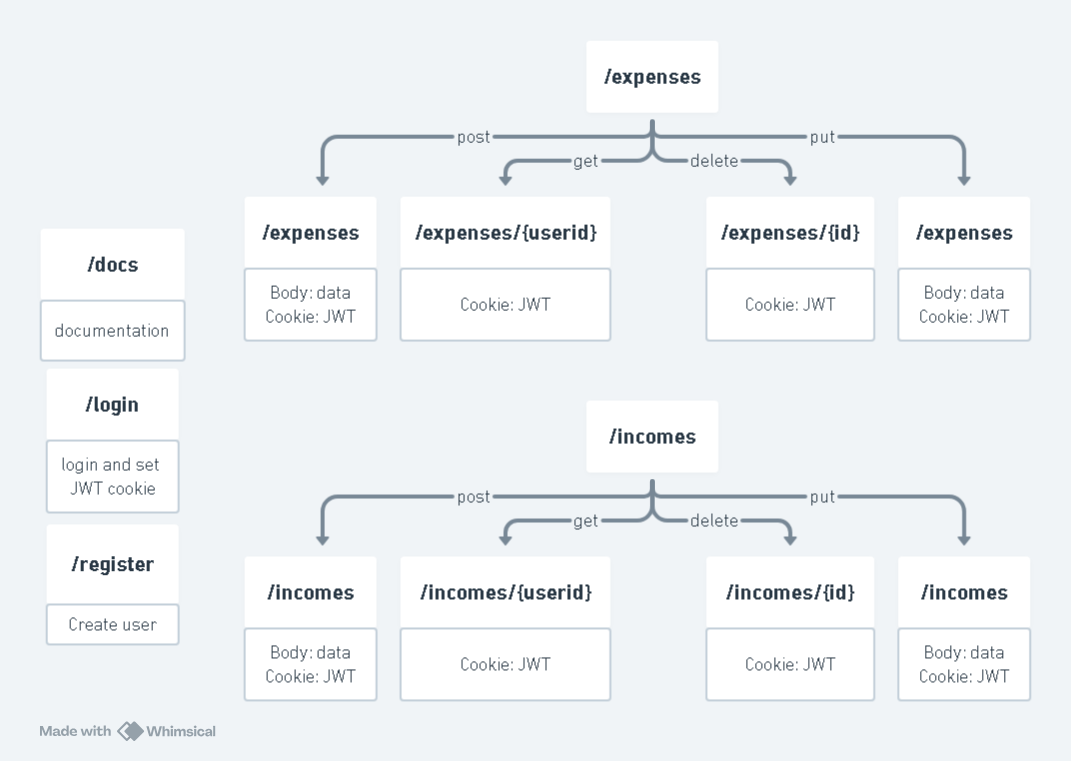 /expenses
post
put
get
delete
/expenses
/expenses/{userid}
/expenses/{id}
/expenses
Body: data
Cookie: JWT
Cookie: JWT
Cookie: JWT
Body: data
Cookie: JWT
/docs
documentation
/login
login and set
JWT cookie
/register
Create user
/incomes
post
put
get
delete
/incomes
/incomes/{userid}
/incomes/{id}
/incomes
Body: data
Cookie: JWT
Cookie: JWT
Cookie: JWT
Body: data
Cookie: JWT
Made with Whimsical